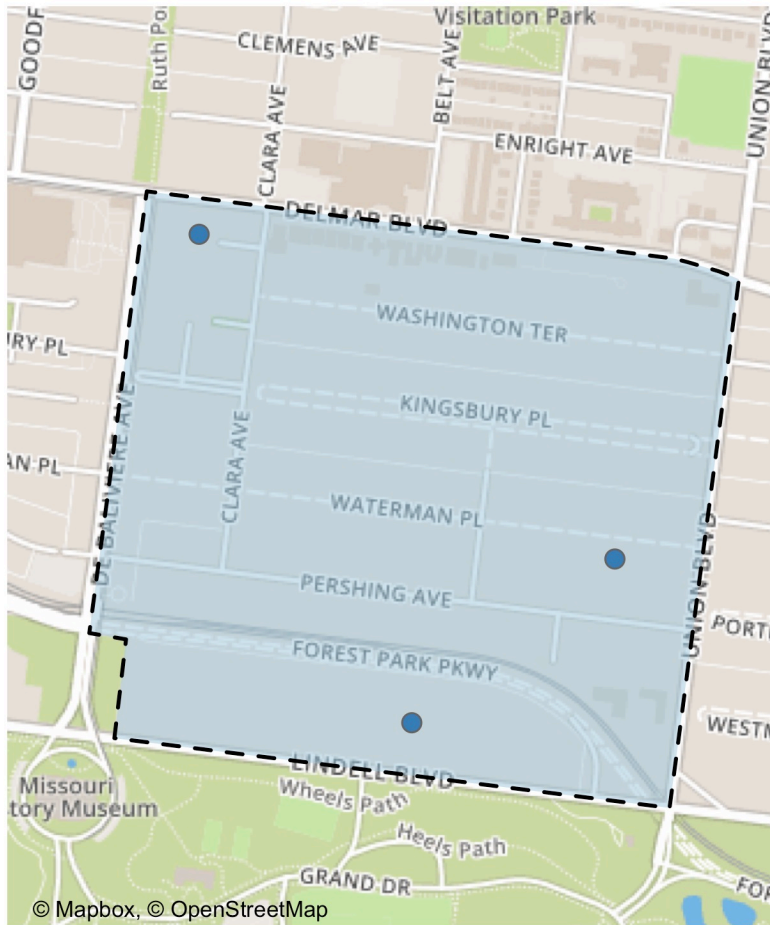 Visitation Park
GOODF
Ruth Po
CLEMENS AVE
BELT AVE
UNION BLVD
CLARA AVE
ENRIGHT AVE
DELMAR BLVD
WASHINGTON TER
URY PL
KINGSBURY PL
DE BALIVIERE AVE
CLARA AVE
AN PL
WATERMAN PL
UNION BLVD
PERSHING AVE
PORT
FOREST PARK PKWY
WESTM
LINDELL BLVD
Missouri
tory Museum
Wheels Path
Heels Path
GRAND DR
FOR
© Mapbox, © OpenStreetMap